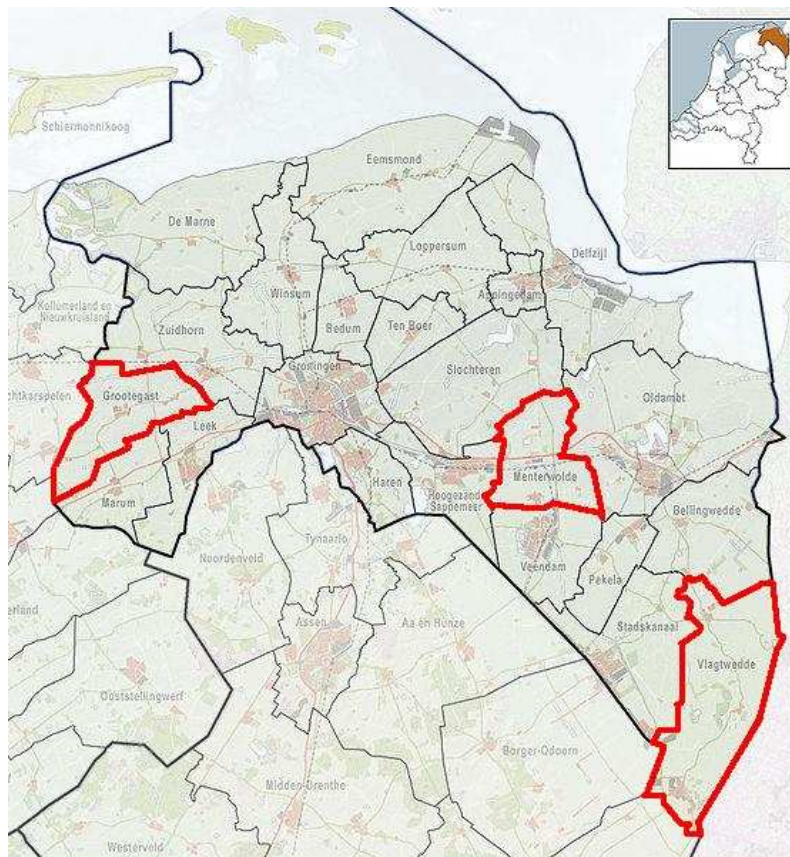 Schiermonnikoog
Eemsmond
De Marne
Loppersum
Delfzijl
Winsum
Appingedam
Kollumerland en
Nieuwkruisland
Zuidhorn
Bedum
Ten Boer
Groningen
Slochteren
chtkarspelen
Grootegast
Oldambt
Leek
Menterwolde
Haren
Hoogezand
Sappemeer
Marum
Bellingwedde
Tynaarlo
Noordenveld
Veendam
Pekela
erland
Assen
Aa en Hunze
Stadskanaal
Vlagtwedde
Ooststellingwerf
Borger-Odoorn
Midden-Drenthe
Westerveld